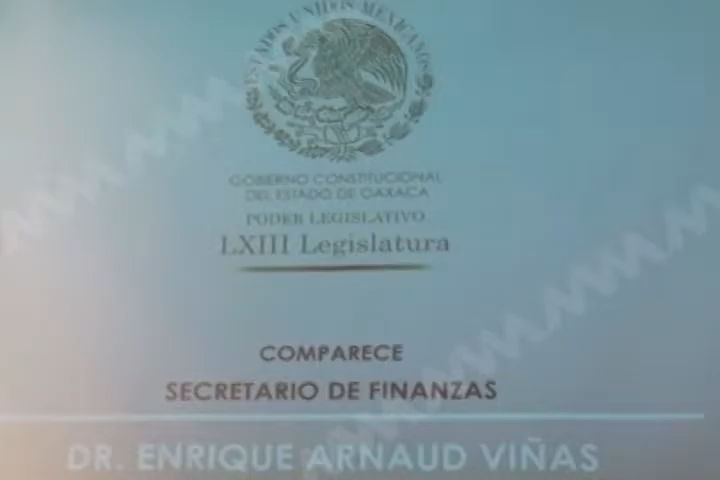 ESTADOS UNIDOS MEXICANOS
GOBIERNO CONSTITUCIONAL
DEL ESTADO DE OAXACA
PODER LEGISLATIVO
LXIII Legislatura
COMPARECE
SECRETARIO DE FINANZAS
DR. ENRIQUE ARNAUD VIÑAS